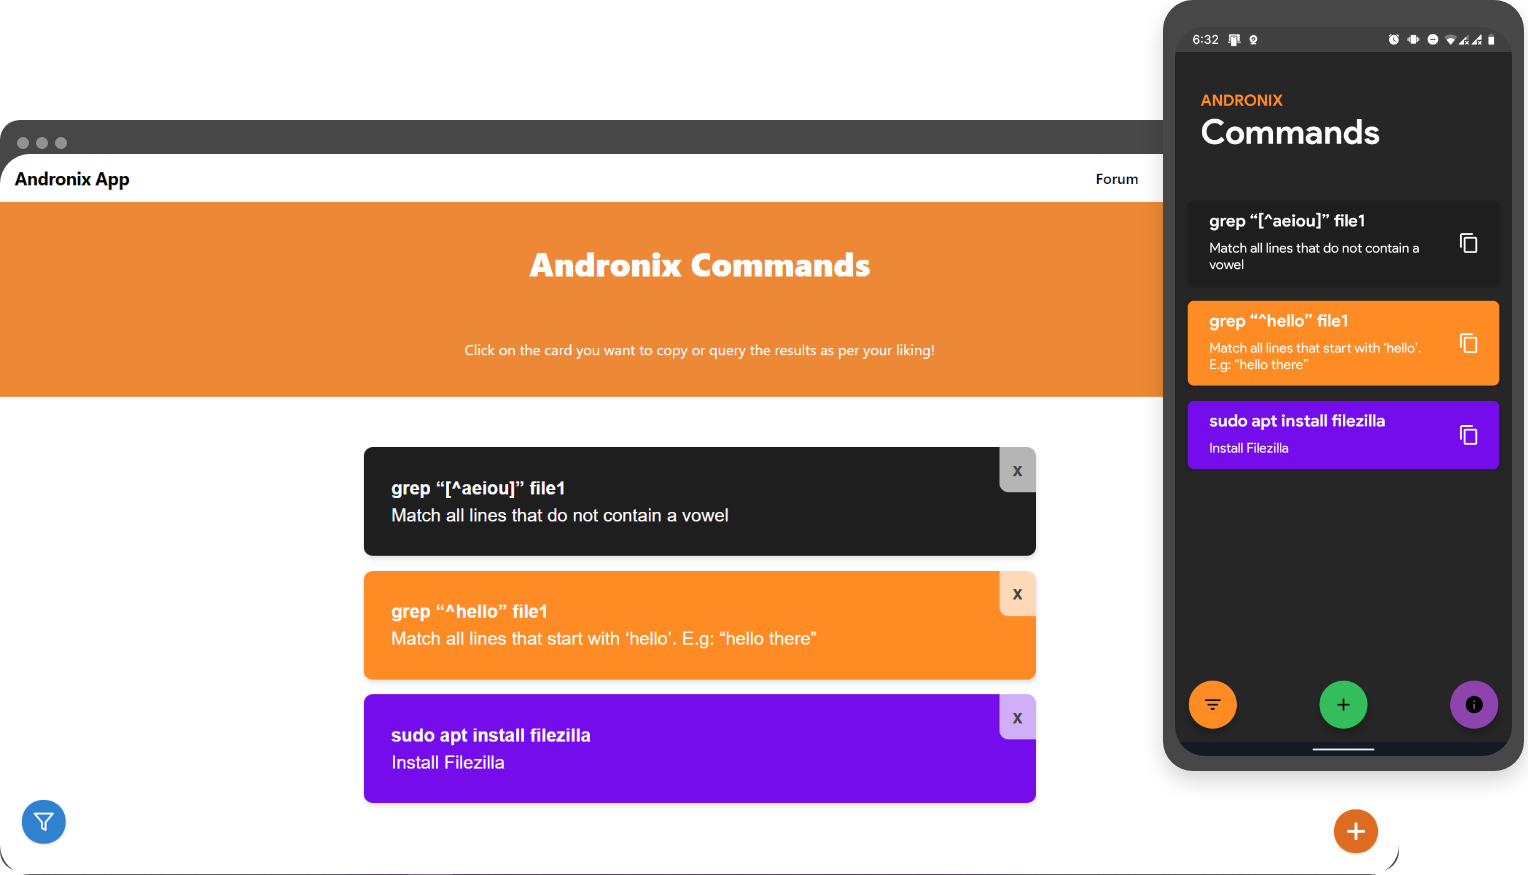 Andronix App
Forum
Andronix Commands
Click on the card you want to copy or query the results as per your liking!
grep “[^aeiou]” file1
Match all lines that do not contain a vowel
x
grep “^hello” file1
Match all lines that start with ‘hello’. E.g: “hello there”
x
sudo apt install filezilla
Install Filezilla
x
6:32
ANDRONIX
Commands
grep “[^aeiou]” file1
Match all lines that do not contain a
vowel
grep “^hello” file1
Match all lines that start with ‘hello’.
E.g: “hello there”
sudo apt install filezilla
Install Filezilla